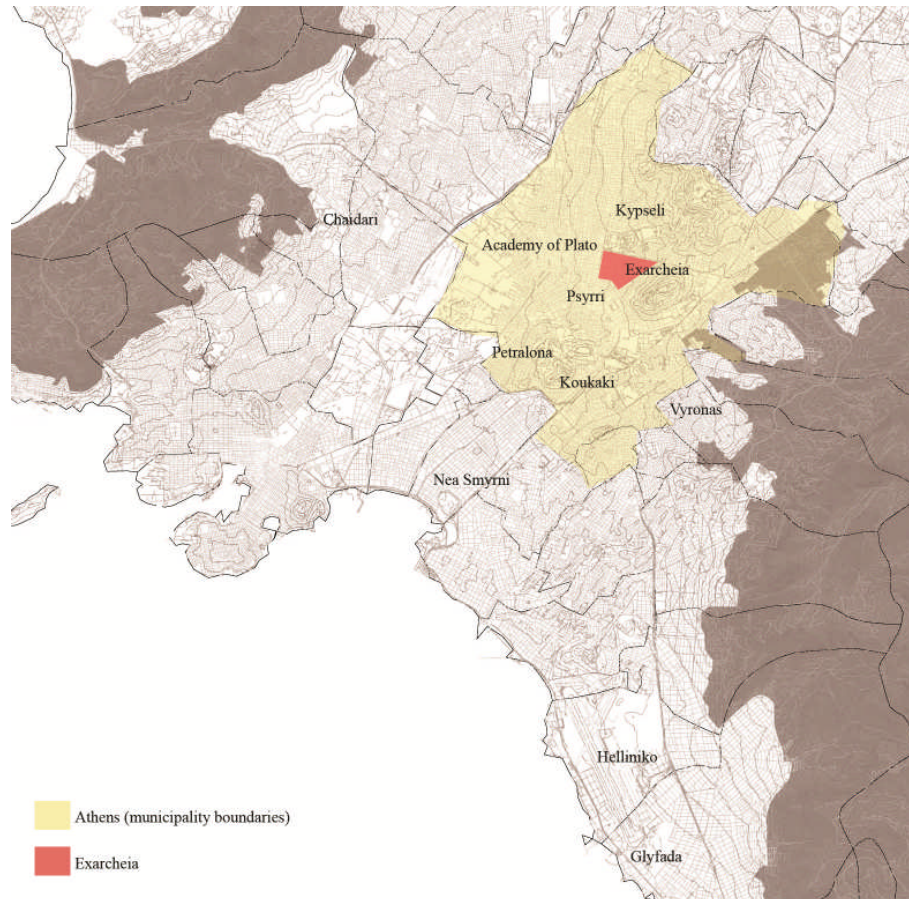 Kypseli
Chaidari
Academy of Plato
Exarcheia
Psyrri
Petralona
Koukaki
Vyronas
Nea Smyrni
Helliniko
Athens (municipality boundaries)
Glyfada
Exarcheia